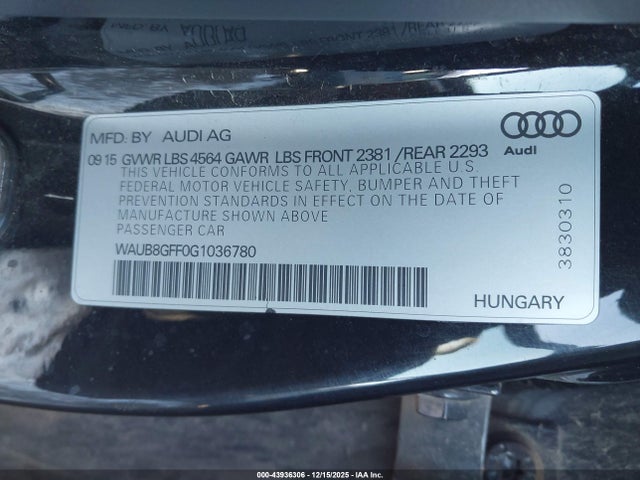 MFD. BY AUDI AG
Audi
09 15 GVWR LBS 4564 GAWR LBS FRONT 2381 /REAR 2293
THIS VEHICLE CONFORMS TO ALL APPLICABLE U.S.
FEDERAL MOTOR VEHICLE SAFETY, BUMPER AND THEFT
PREVENTION STANDARDS IN EFFECT ON THE DATE OF
MANUFACTURE SHOWN ABOVE
PASSENGER CAR
WAUB8GFF0G1036780
3830310
HUNGARY
000-43936306 - 12/15/2025 - IAA Inc.